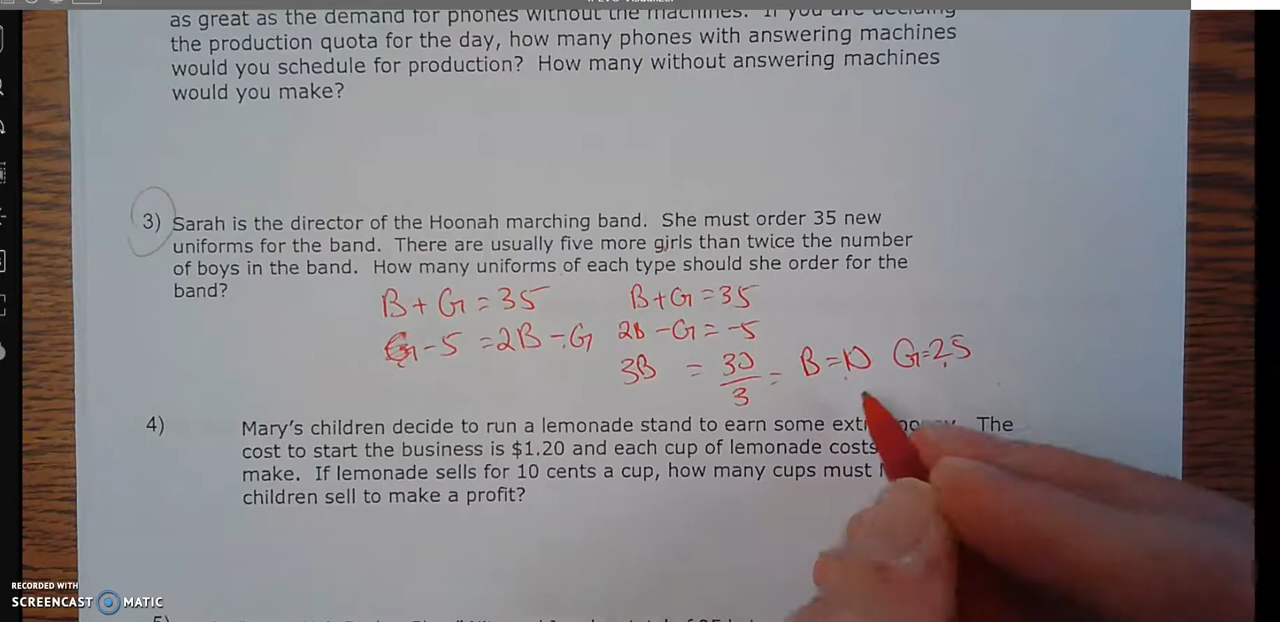 as great as the demand for phones without the machines. If you are deciding
the production quota for the day, how many phones with answering machines
would you schedule for production? How many without answering machines
would you make?
3) Sarah is the director of the Hoonah marching band. She must order 35 new
uniforms for the band. There are usually five more girls than twice the number
of boys in the band. How many uniforms of each type should she order for the
band?
B + G = 35
G - 5 = 2B - G
B + G = 35
2B - G = -5
3B = 30
3
= B = 10 G = 25
4) Mary's children decide to run a lemonade stand to earn some The
cost to start the business is $1.20 and each cup of lemonade costs
make. If lemonade sells for 10 cents a cup, how many cups must
children sell to make a profit?
RECORDED WITH
SCREENCAST MATIC